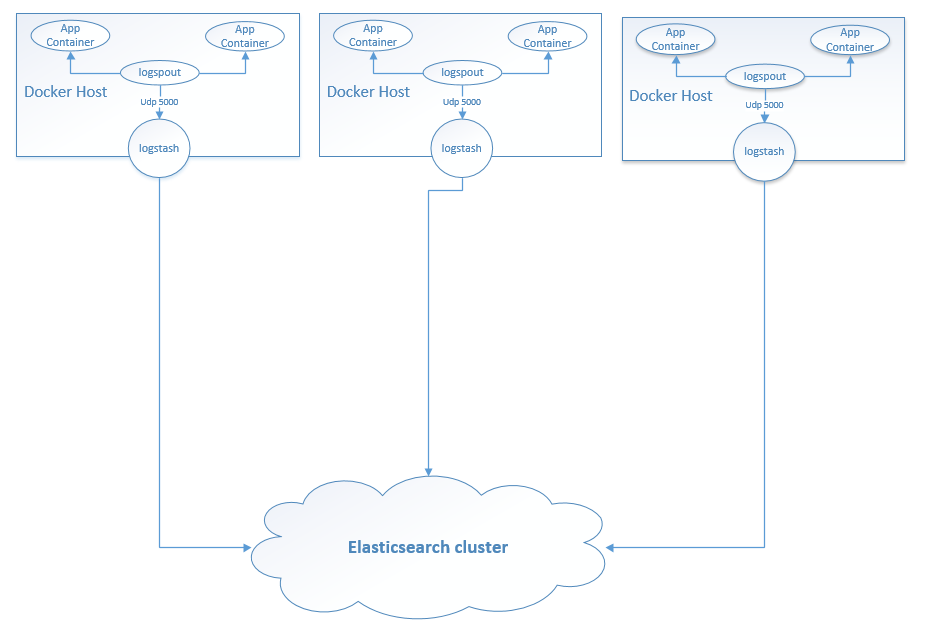 App
Container
App
Container
logspout
Docker Host
Udp 5000
logstash
App
Container
App
Container
logspout
Docker Host
Udp 5000
logstash
App
Container
App
Container
logspout
Docker Host
Udp 5000
logstash
Elasticsearch cluster